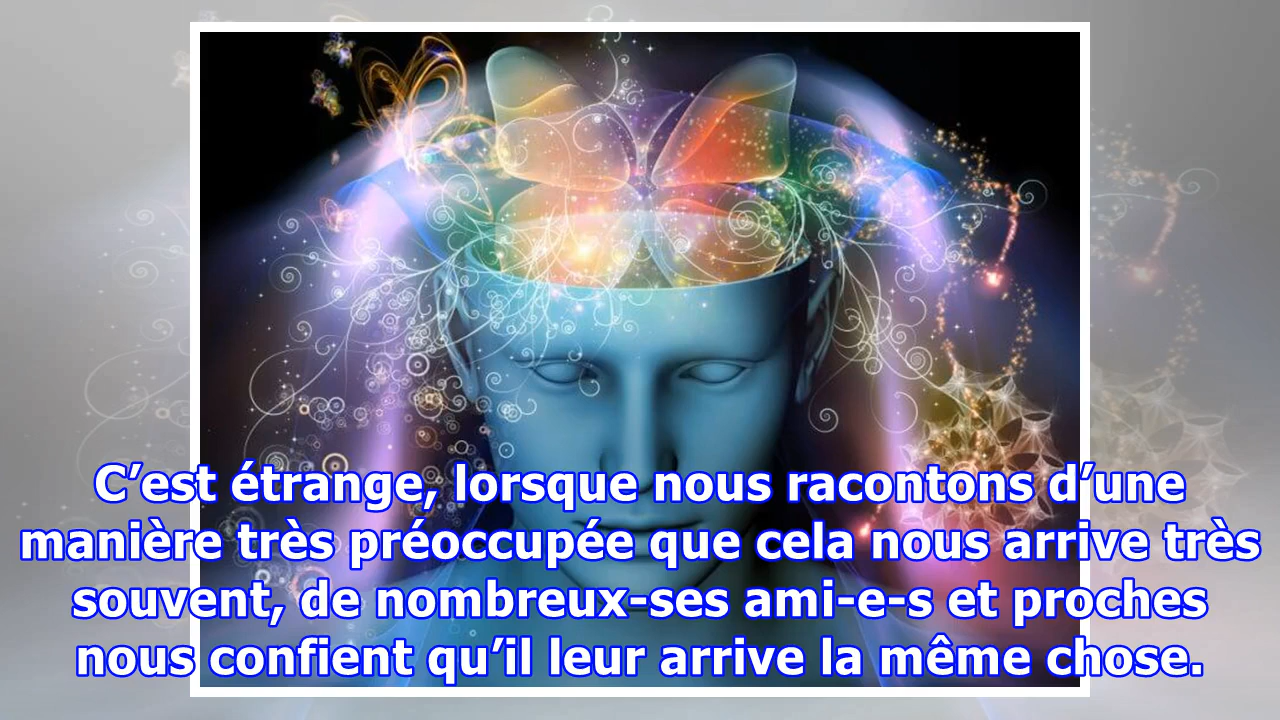 C’est étrange, lorsque nous racontons d’une
manière très préoccupée que cela nous arrive très
souvent, de nombreux-ses ami-e-s et proches
nous confient qu’il leur arrive la même chose.